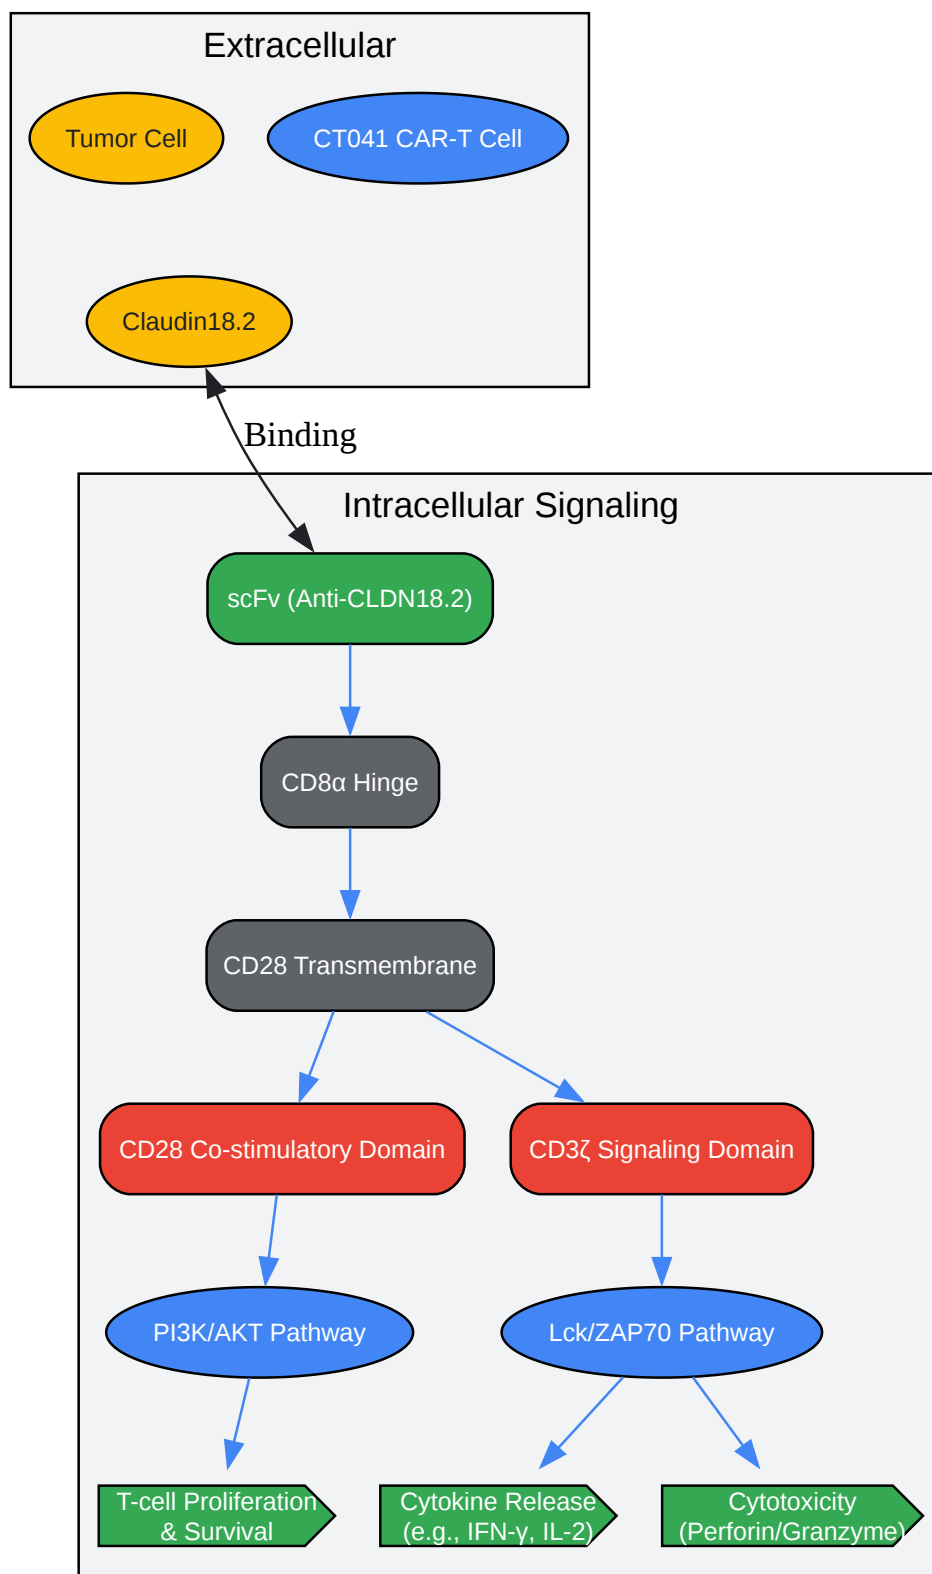 Extracellular
Tumor Cell
CT041 CAR-T Cell
Claudin18.2
Binding
Intracellular Signaling
scFv (Anti-CLDN18.2)
CD8α Hinge
CD28 Transmembrane
CD28 Co-stimulatory Domain
CD3ζ Signaling Domain
PI3K/AKT Pathway
Lck/ZAP70 Pathway
T-cell Proliferation
& Survival
Cytokine Release
(e.g., IFN-γ, IL-2)
Cytotoxicity
(Perforin/Granzyme)